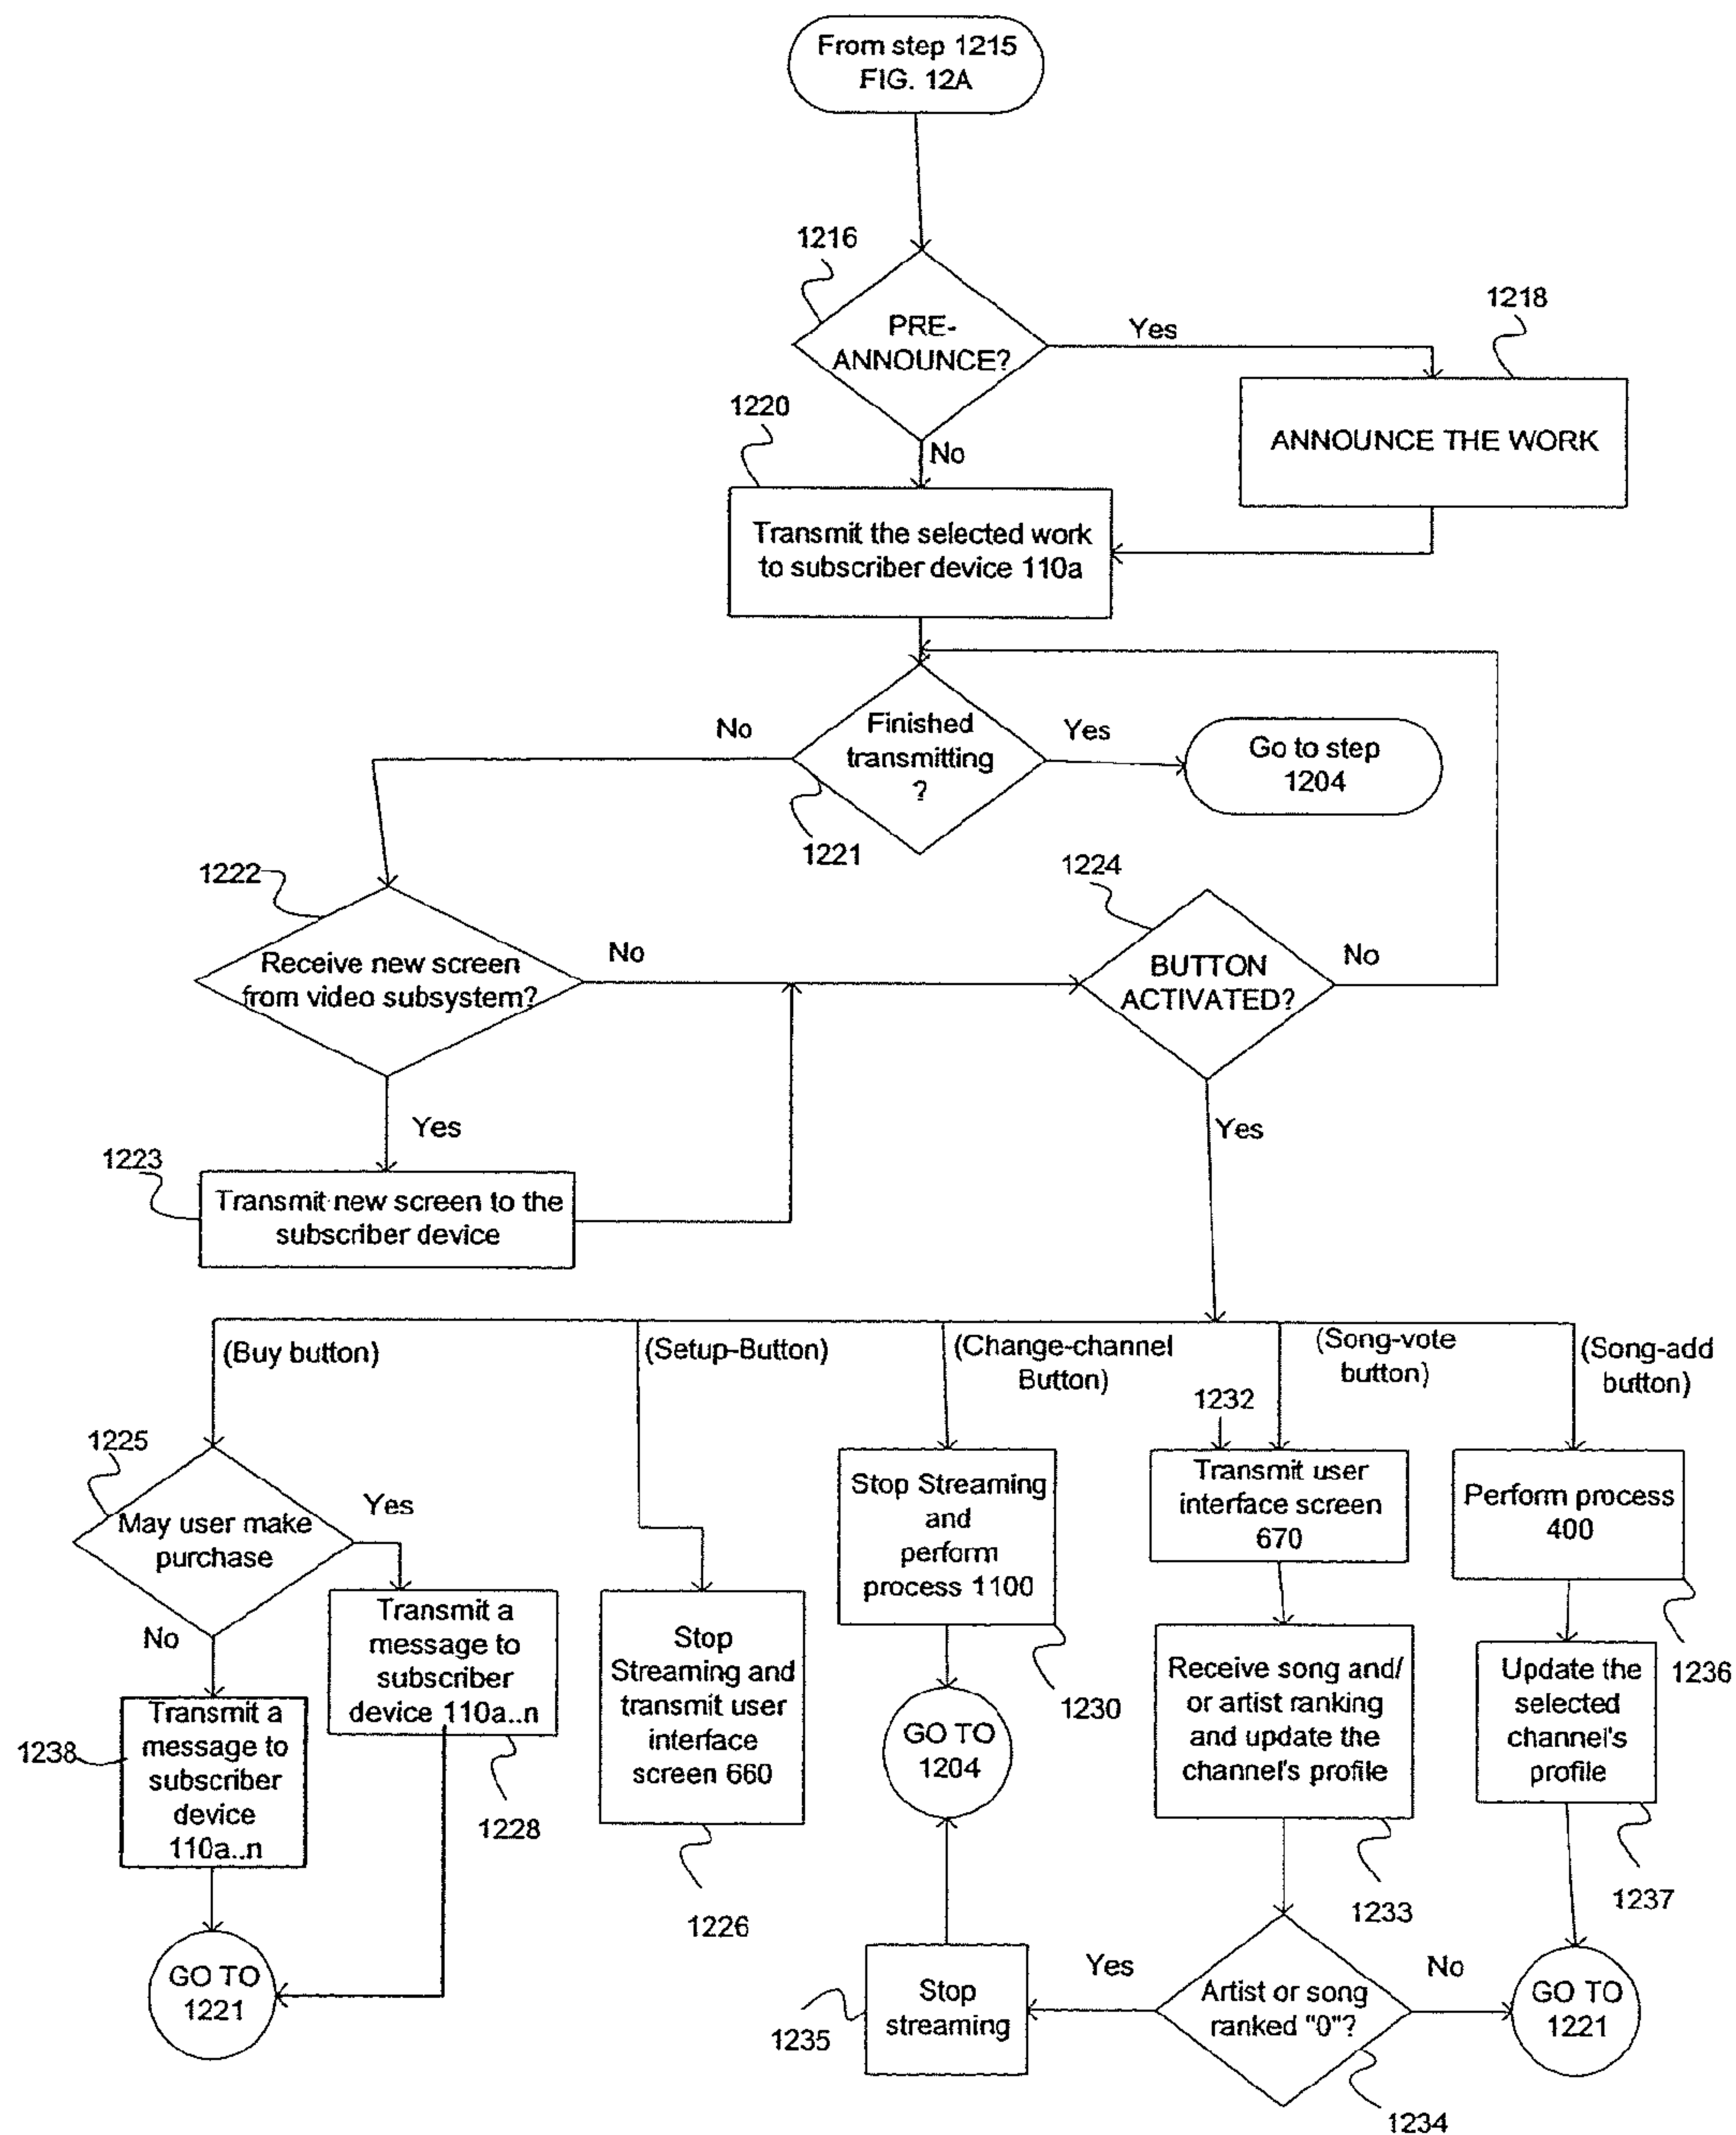 From step 1215
FIG. 12A
1216
PRE-
ANNOUNCE?
Yes
1218
ANNOUNCE THE WORK
No
1220
Transmit the selected work
to subscriber device 110a
Finished
transmitting
?
No
Yes
Go to step
1204
1221
1222
Receive new screen
from video subsystem?
No
1224
BUTTON
ACTIVATED?
No
Yes
Yes
1223
Transmit new screen to the
subscriber device
(Buy button)
(Setup-Button)
(Change-channel
Button)
(Song-vote
button)
(Song-add
button)
1225
May user make
purchase
Yes
No
Transmit a
message to
subscriber
device 110a..n
1228
1238
Transmit a
message to
subscriber
device
110a..n
GO TO
1221
Stop
Streaming and
transmit user
interface
screen 660
1226
Stop Streaming
and
perform
process 1100
1230
GO TO
1204
1232
Transmit user
interface screen
670
Receive song and/
or artist ranking
and update the
channel's profile
1233
Artist or song
ranked "0"?
1234
Yes
No
Stop
streaming
1235
Perform process
400
1236
Update the
selected
channel's
profile
1237
GO TO
1221